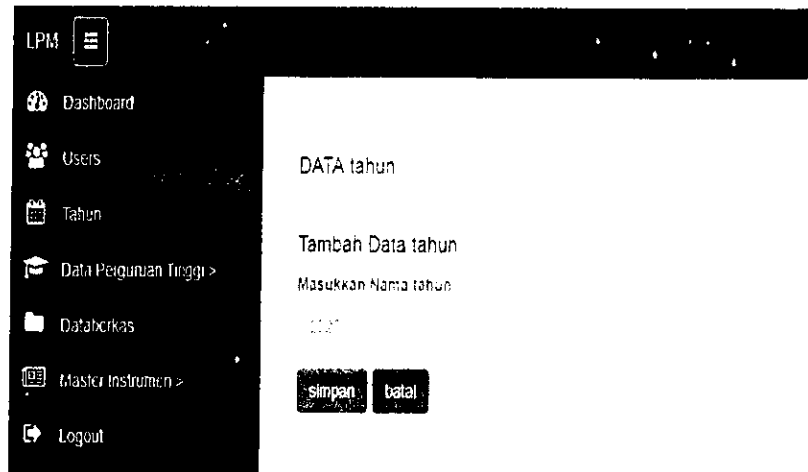 LPM
Dashboard
Users
Tahun
Data Perguruan Tinggi >
Databerkas
Master Instrumen >
Logout
DATA tahun
Tambah Data tahun
Masukkan Nama tahun
simpan
batal